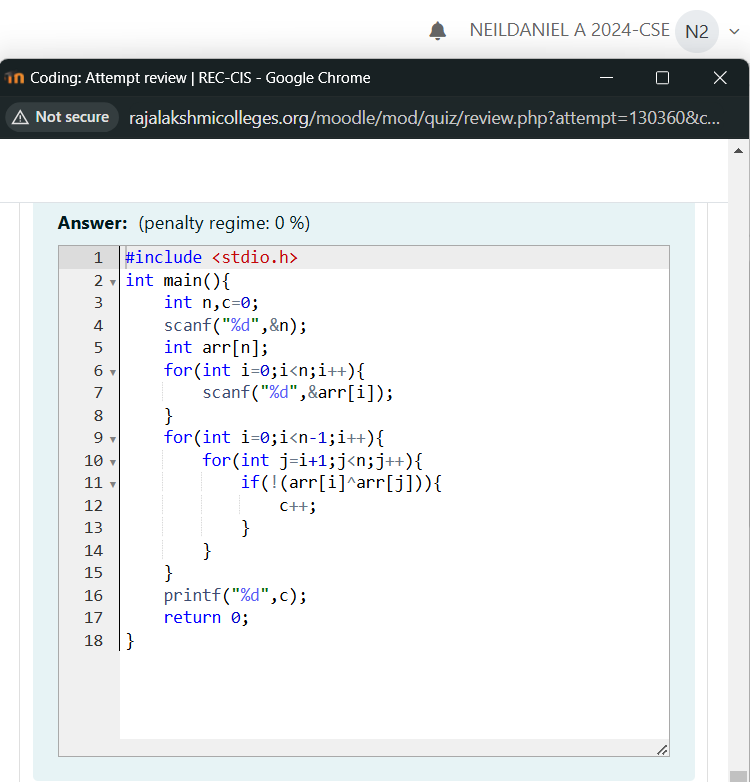 NEILDANIEL A 2024-CSE N2
Coding: Attempt review | REC-CIS - Google Chrome
Not secure rajalakshmicolleges.org/moodle/mod/quiz/review.php?attempt=130360&c...
Answer: (penalty regime: 0 %)
1 #include <stdio.h>
2 int main(){
3     int n,c=0;
4     scanf("%d",&n);
5     int arr[n];
6     for(int i=0;i<n;i++){
7         scanf("%d",&arr[i]);
8     }
9     for(int i=0;i<n-1;i++){
10         for(int j=i+1;j<n;j++){
11             if(!(arr[i]^arr[j])){
12                 c++;
13             }
14         }
15     }
16     printf("%d",c);
17     return 0;
18 }